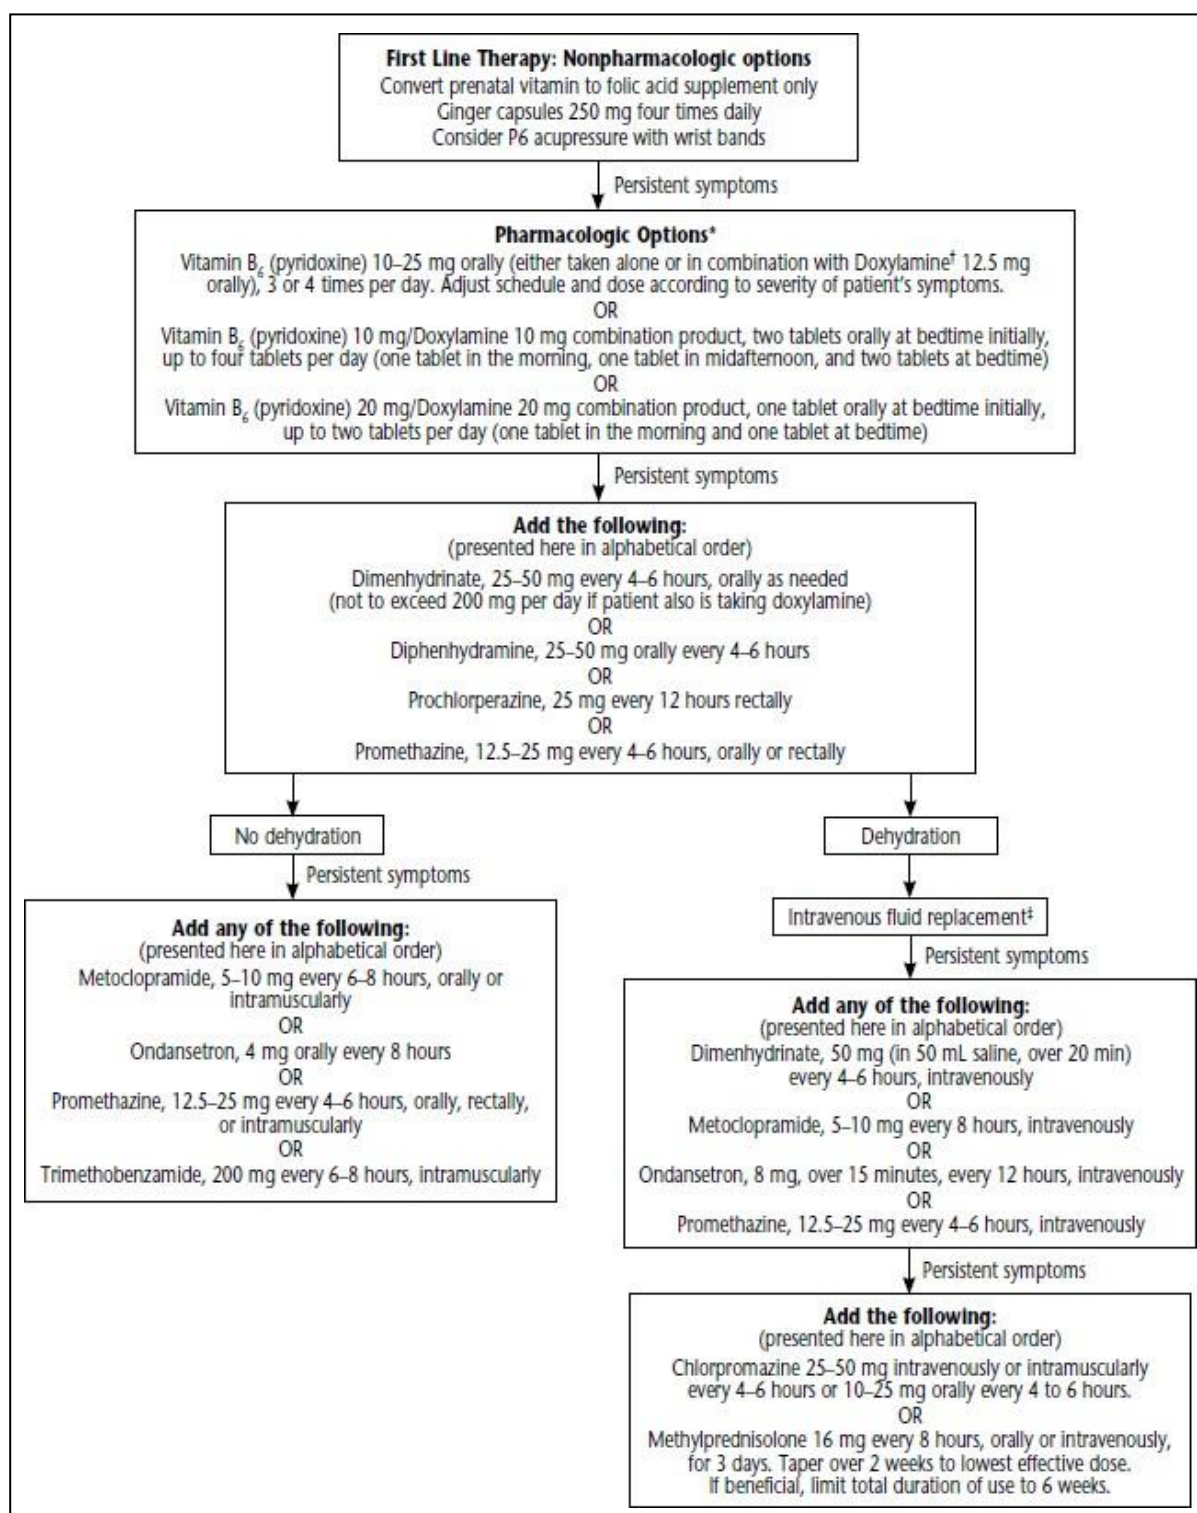 First Line Therapy: Nonpharmacologic options
Convert prenatal vitamin to folic acid supplement only
Ginger capsules 250 mg four times daily
Consider P6 acupressure with wrist bands
Persistent symptoms
Pharmacologic Options*
Vitamin B₆ (pyridoxine) 10–25 mg orally (either taken alone or in combination with Doxylamine† 12.5 mg
orally), 3 or 4 times per day. Adjust schedule and dose according to severity of patient's symptoms.
OR
Vitamin B₆ (pyridoxine) 10 mg/Doxylamine 10 mg combination product, two tablets orally at bedtime initially,
up to four tablets per day (one tablet in the morning, one tablet in midafternoon, and two tablets at bedtime)
OR
Vitamin B₆ (pyridoxine) 20 mg/Doxylamine 20 mg combination product, one tablet orally at bedtime initially,
up to two tablets per day (one tablet in the morning and one tablet at bedtime)
Persistent symptoms
Add the following:
(presented here in alphabetical order)
Dimenhydrinate, 25–50 mg every 4–6 hours, orally as needed
(not to exceed 200 mg per day if patient also is taking doxylamine)
OR
Diphenhydramine, 25–50 mg orally every 4–6 hours
OR
Prochlorperazine, 25 mg every 12 hours rectally
OR
Promethazine, 12.5–25 mg every 4–6 hours, orally or rectally
No dehydration
Persistent symptoms
Add any of the following:
(presented here in alphabetical order)
Metoclopramide, 5–10 mg every 6–8 hours, orally or
intramuscularly
OR
Ondansetron, 4 mg orally every 8 hours
OR
Promethazine, 12.5–25 mg every 4–6 hours, orally, rectally,
or intramuscularly
OR
Trimethobenzamide, 200 mg every 6–8 hours, intramuscularly
Dehydration
Intravenous fluid replacement‡
Persistent symptoms
Add any of the following:
(presented here in alphabetical order)
Dimenhydrinate, 50 mg (in 50 mL saline, over 20 min)
every 4–6 hours, intravenously
OR
Metoclopramide, 5–10 mg every 8 hours, intravenously
OR
Ondansetron, 8 mg, over 15 minutes, every 12 hours, intravenously
OR
Promethazine, 12.5–25 mg every 4–6 hours, intravenously
Persistent symptoms
Add the following:
(presented here in alphabetical order)
Chlorpromazine 25–50 mg intravenously or intramuscularly
every 4–6 hours or 10–25 mg orally every 4 to 6 hours.
OR
Methylprednisolone 16 mg every 8 hours, orally or intravenously,
for 3 days. Taper over 2 weeks to lowest effective dose.
If beneficial, limit total duration of use to 6 weeks.